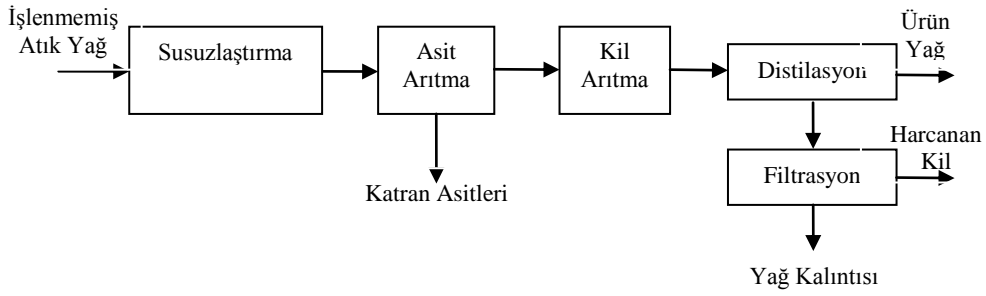 İşlenmemiş
Atık Yağ
Susuzlaştırma
Asit
Arıtma
Kil
Arıtma
Distilasyon
Ürün
Yağ
Harcanan
Kil
Filtrasyon
Katran Asitleri
Yağ Kalıntısı